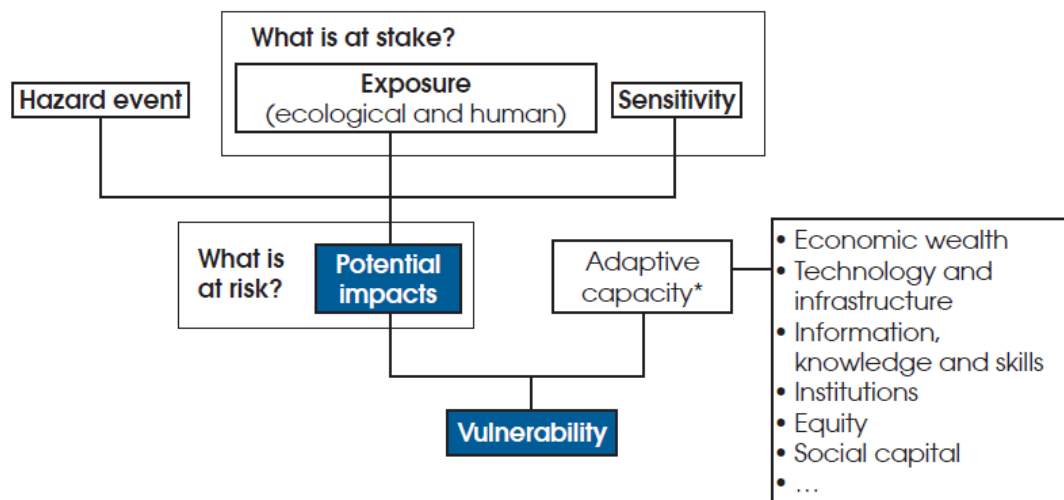 What is at stake?
Hazard event
Exposure
(ecological and human)
Sensitivity
What is
at risk?
Potential
impacts
Adaptive
capacity*
• Economic wealth
• Technology and
infrastructure
• Information,
knowledge and skills
• Institutions
• Equity
• Social capital
• ...
Vulnerability